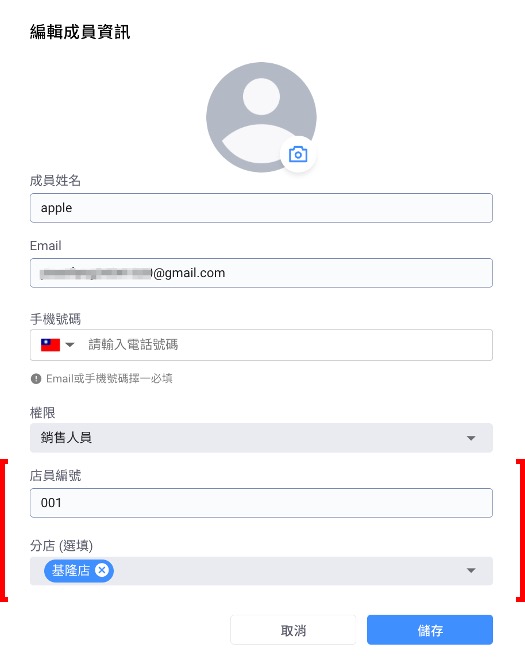 編輯成員資訊
成員姓名
apple
Email
@gmail.com
手機號碼
請輸入電話號碼
Email或手機號碼擇一必填
權限
銷售人員
店員編號
001
分店 (選填)
基隆店
取消
儲存